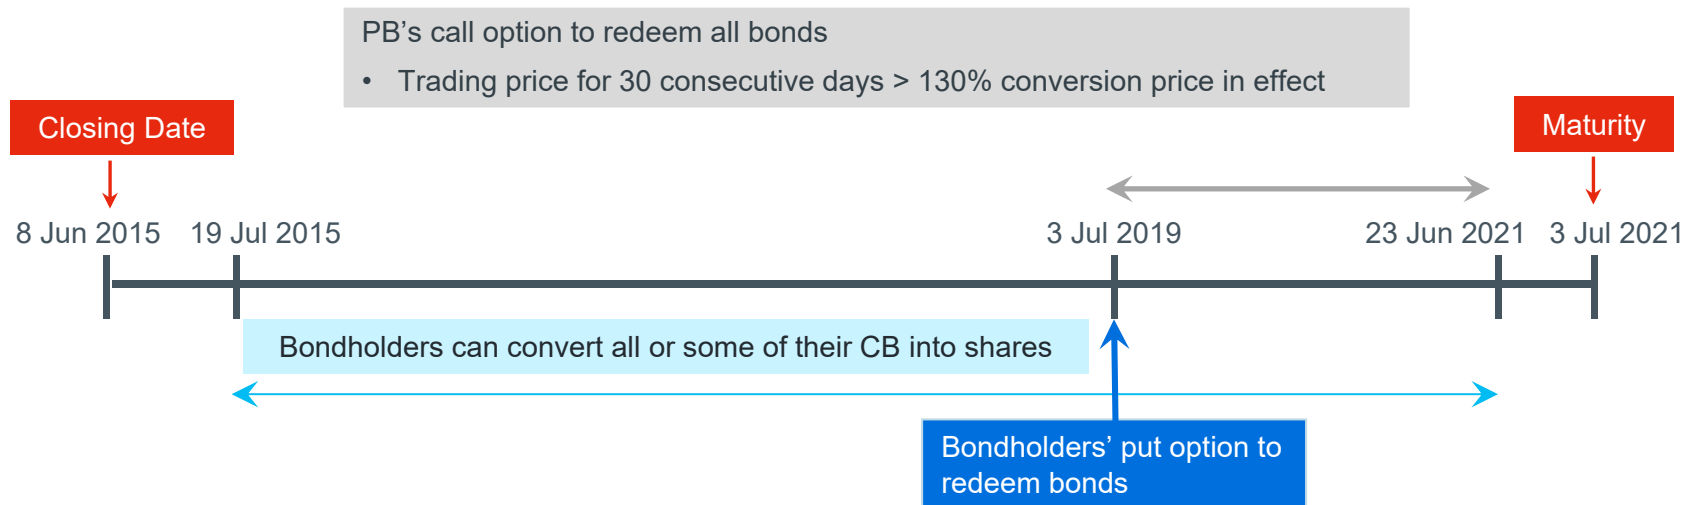 PB’s call option to redeem all bonds
• Trading price for 30 consecutive days > 130% conversion price in effect
Closing Date
Maturity
8 Jun 2015
19 Jul 2015
3 Jul 2019
23 Jun 2021
3 Jul 2021
Bondholders can convert all or some of their CB into shares
Bondholders’ put option to
redeem bonds